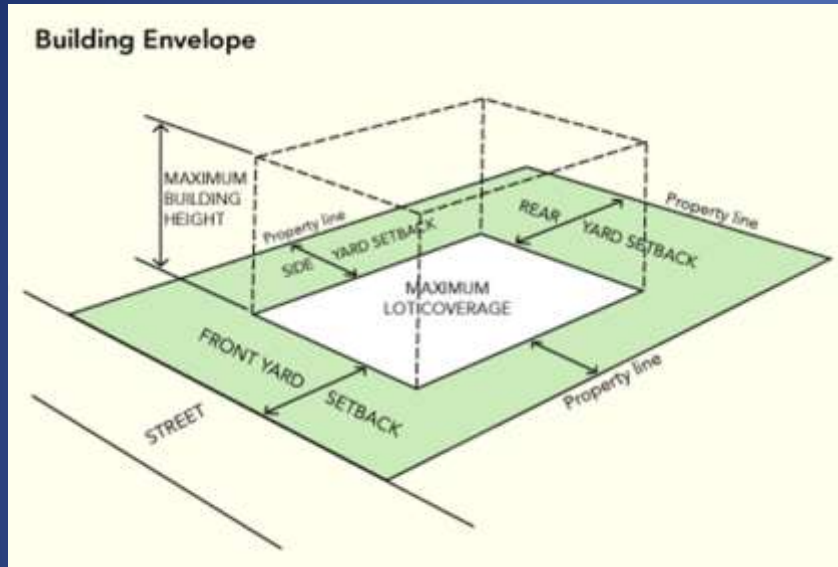 Building Envelope
MAXIMUM
BUILDING
HEIGHT
Property line
SIDE YARD SETBACK
REAR YARD SETBACK
Property line
MAXIMUM
LOTICOVERAGE
FRONT YARD SETBACK
Property line
STREET